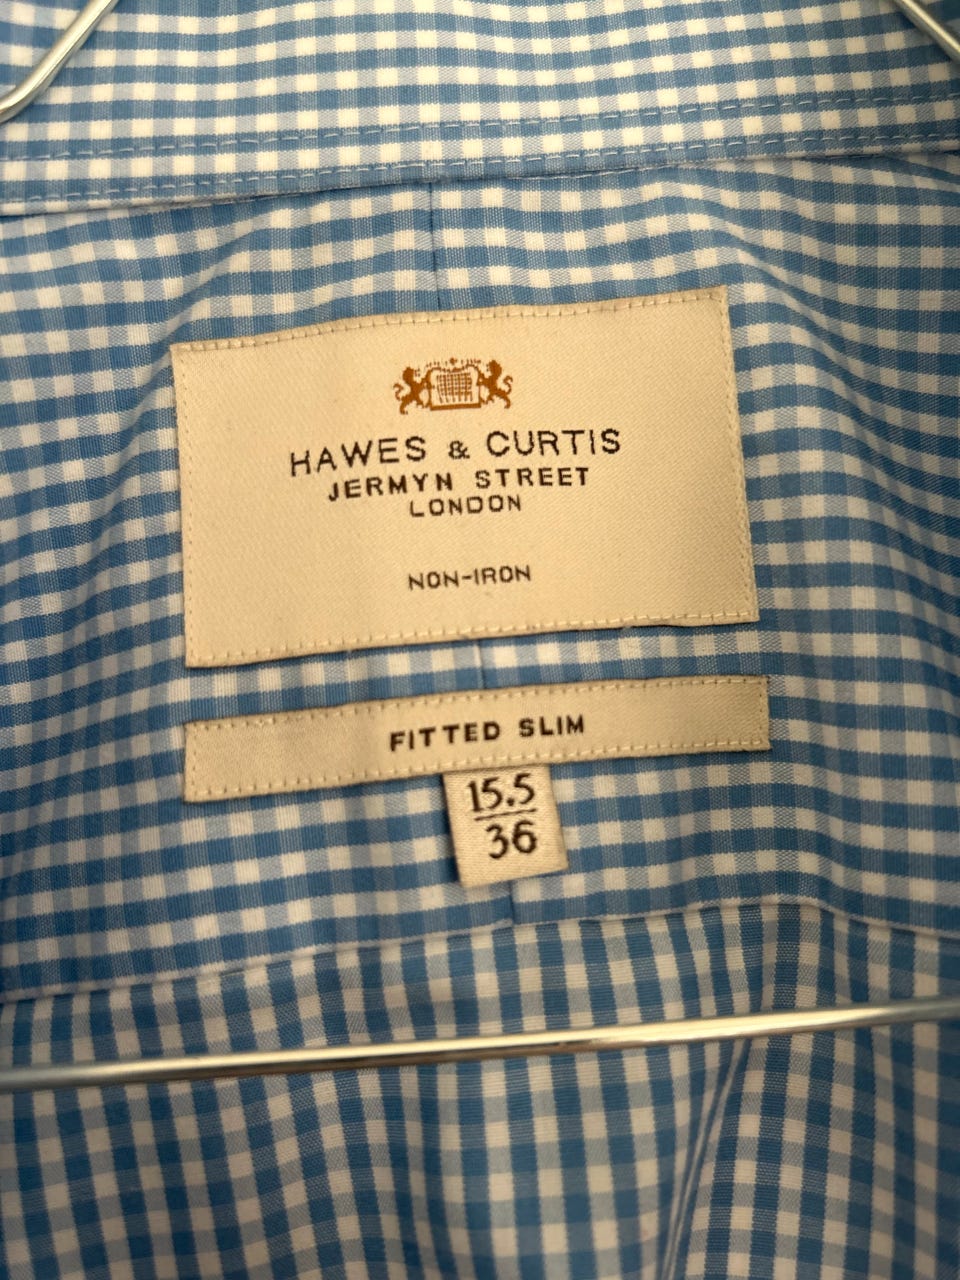 HAWES & CURTIS
JERMYN STREET
LONDON
NON-IRON
FITTED SLIM
15.5
36